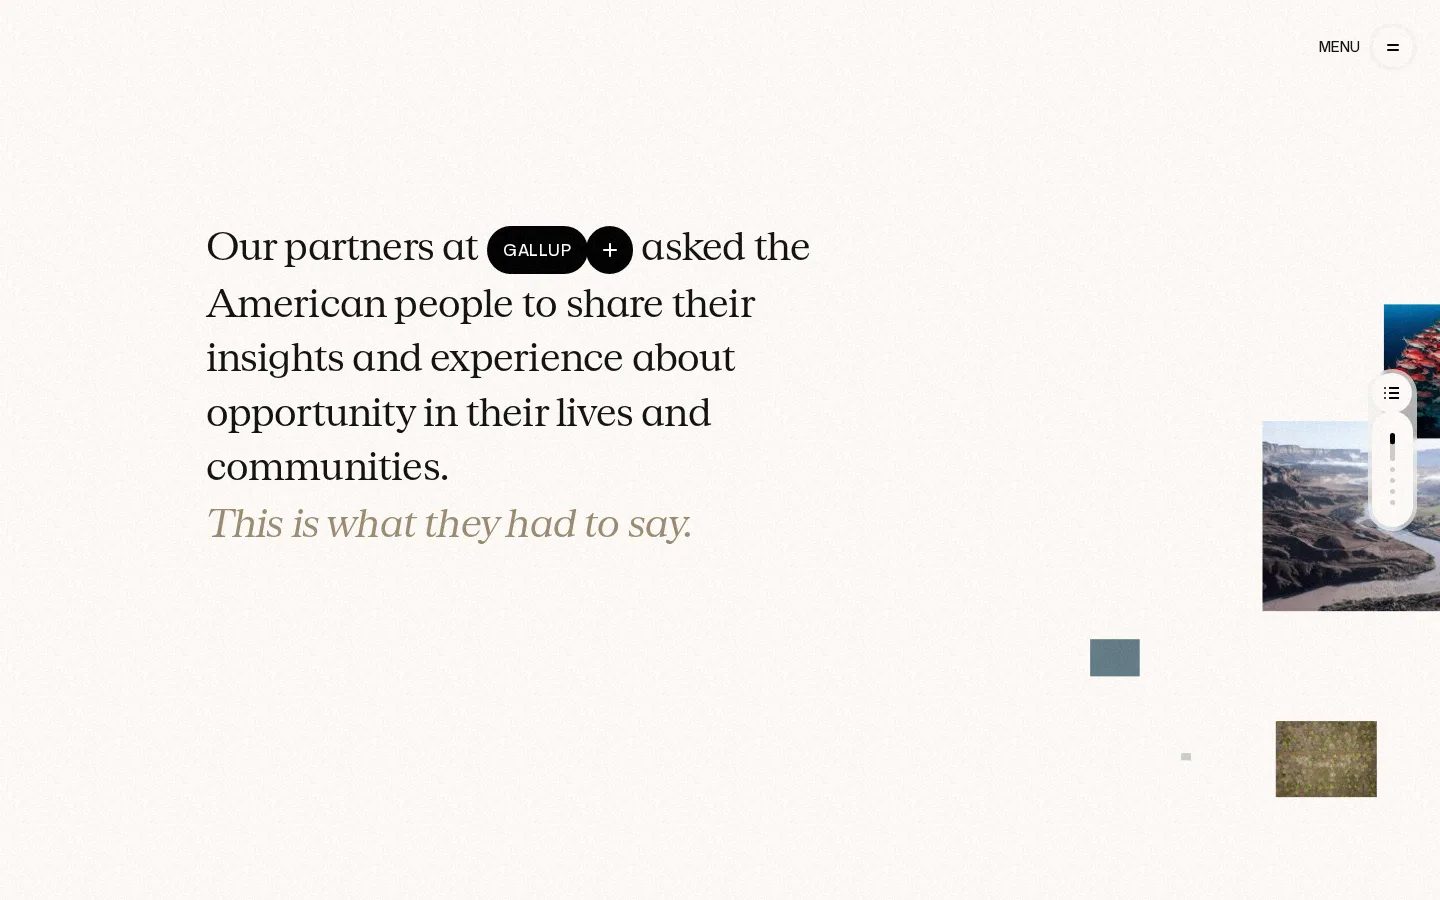 MENU
Our partners at GALLUP + asked the
American people to share their
insights and experience about
opportunity in their lives and
communities.
This is what they had to say.